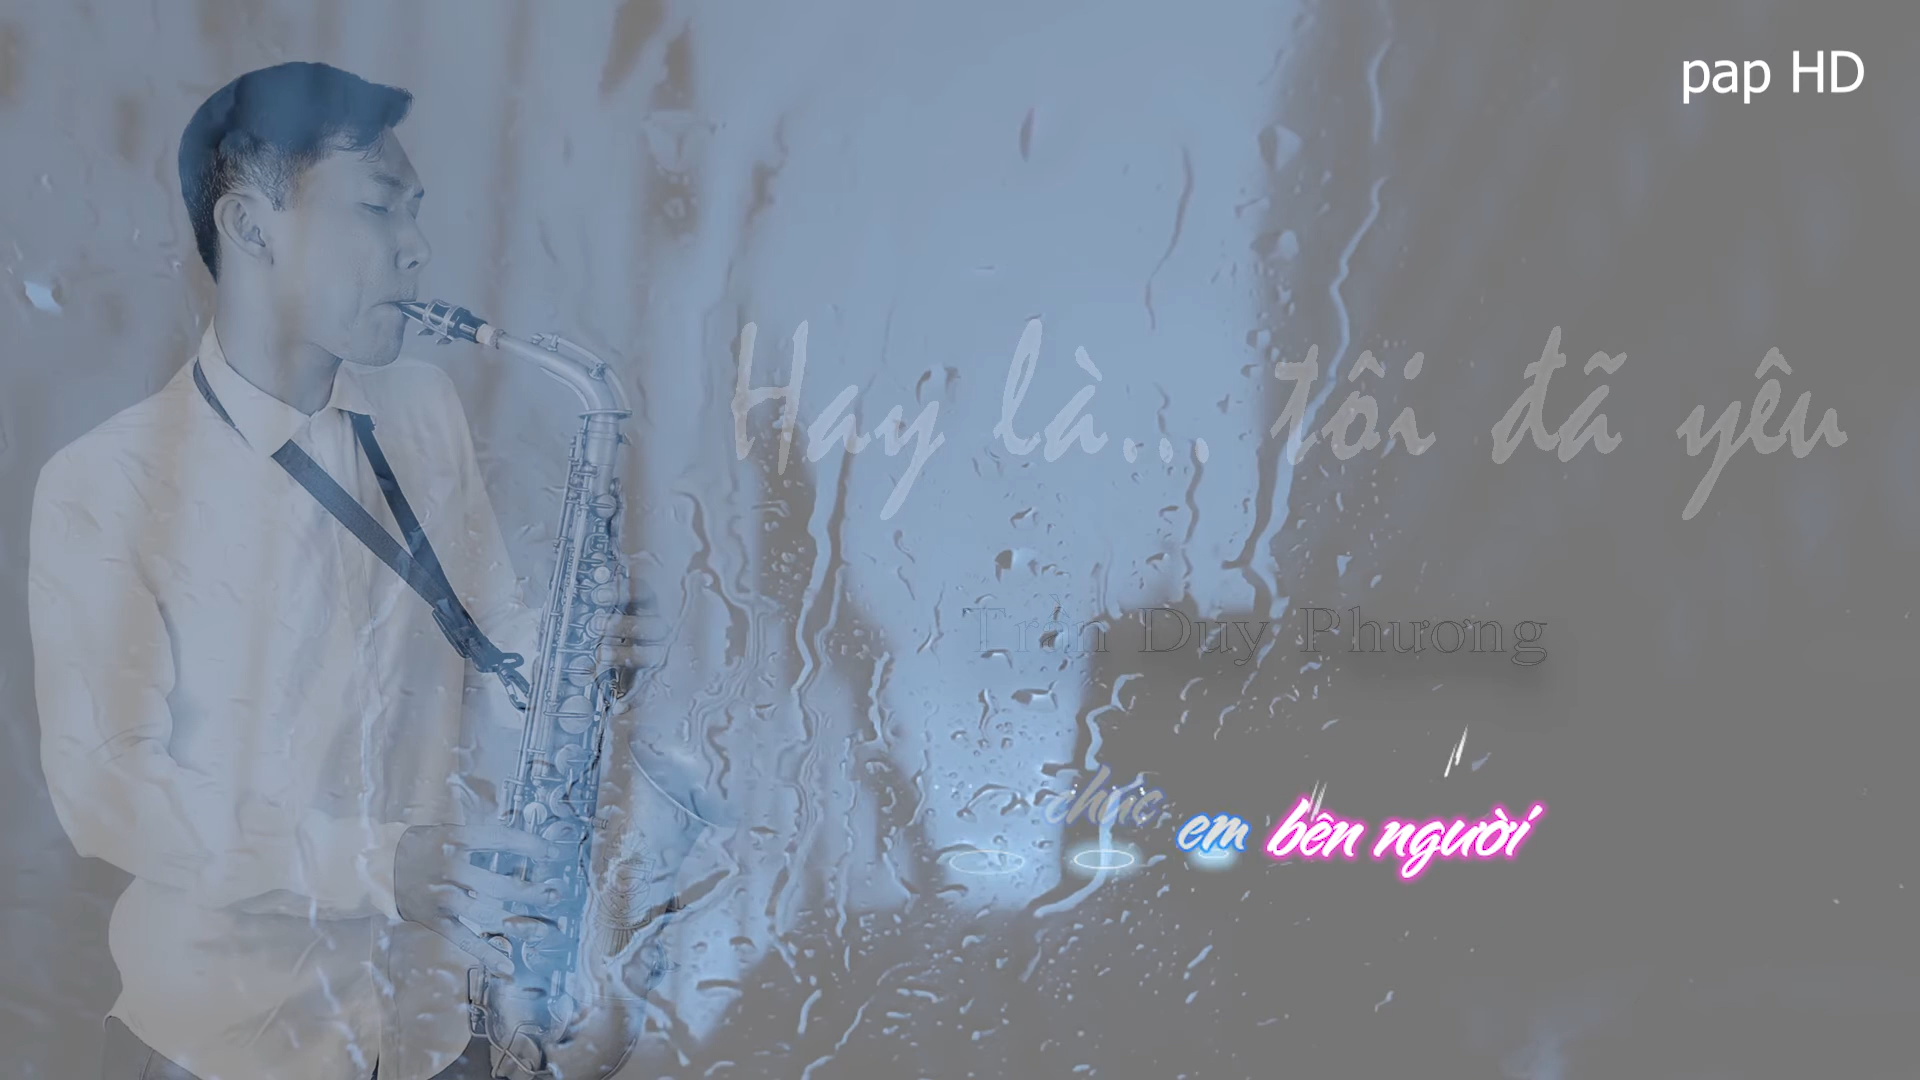 pap HD
Hay là... tôi đã yêu
Trần Duy Phương
chúc em bên người